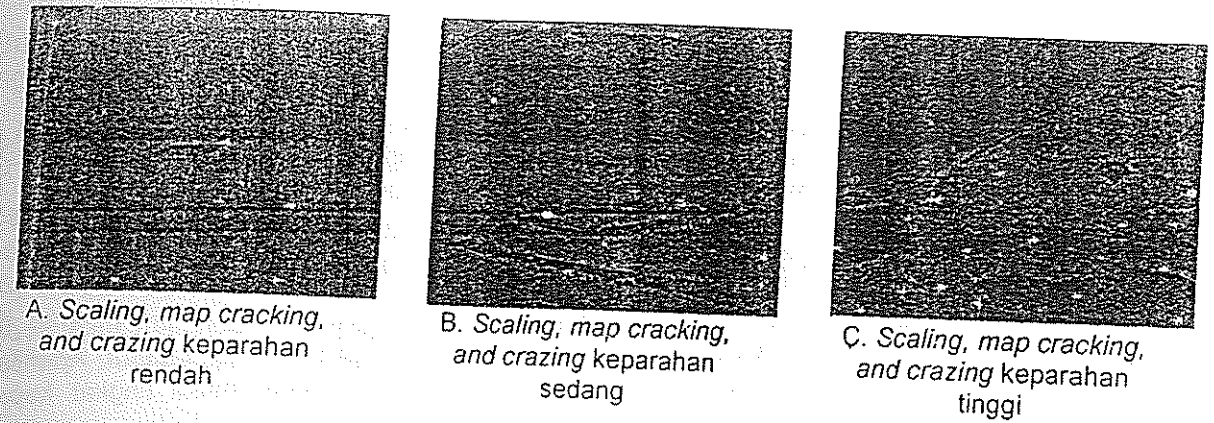 A. Scaling, map cracking,
and crazing keparahan
rendah
B. Scaling, map cracking,
and crazing keparahan
sedang
C. Scaling, map cracking,
and crazing keparahan
tinggi